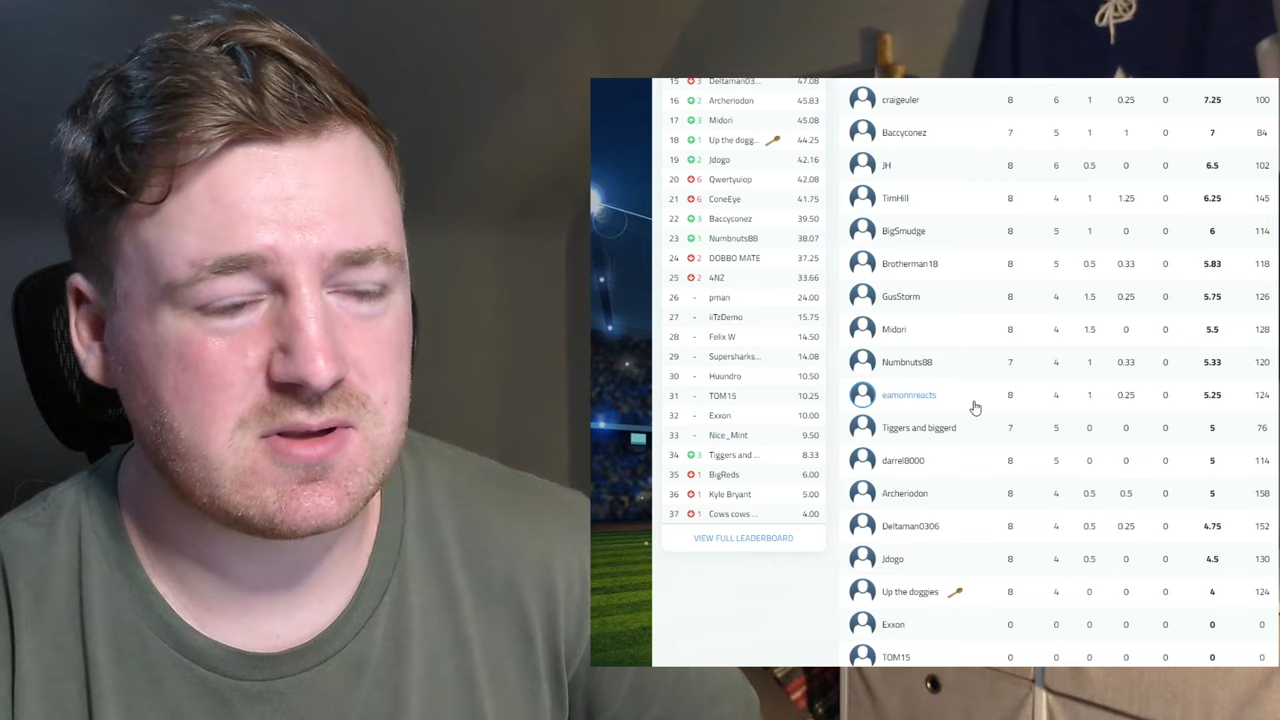 15 3 Deltaman03... 47.08
16 2 Archeriodon 45.83
17 3 Midori 45.08
18 1 Up the dogg... 44.25
19 2 Jdogo 42.16
20 6 Qwertyuiop 42.08
21 6 ConeEye 41.75
22 3 Baccyconez 39.50
23 1 Numbnuts88 38.07
24 2 DOBBO MATE 37.25
25 2 4NZ 33.66
26 - pman 24.00
27 - iiTzDemo 15.75
28 - Felix W 14.50
29 - Supersharks... 14.08
30 - Huundro 10.50
31 - TOM15 10.25
32 - Exxon 10.00
33 - Nice_Mint 9.50
34 3 Tiggers and ... 8.33
35 1 BigReds 6.00
36 1 Kyle Bryant 5.00
37 1 Cows cows ... 4.00
VIEW FULL LEADERBOARD
craigeuler 8 6 1 0.25 0 7.25 100
Baccyconez 7 5 1 1 0 7 84
JH 8 6 0.5 0 0 6.5 102
TimHill 8 4 1 1.25 0 6.25 145
BigSmudge 8 5 1 0 0 6 114
Brotherman18 8 5 0.5 0.33 0 5.83 118
GusStorm 8 4 1.5 0.25 0 5.75 126
Midori 8 4 1.5 0 0 5.5 128
Numbnuts88 7 4 1 0.33 0 5.33 120
eamonnreacts 8 4 1 0.25 0 5.25 124
Tiggers and biggerd 7 5 0 0 0 5 76
darrel8000 8 5 0 0 0 5 114
Archeriodon 8 4 0.5 0.5 0 5 158
Deltaman0306 8 4 0.5 0.25 0 4.75 152
Jdogo 8 4 0.5 0 0 4.5 130
Up the doggies 8 4 0 0 0 4 124
Exxon 0 0 0 0 0 0 0
TOM15 0 0 0 0 0 0 0